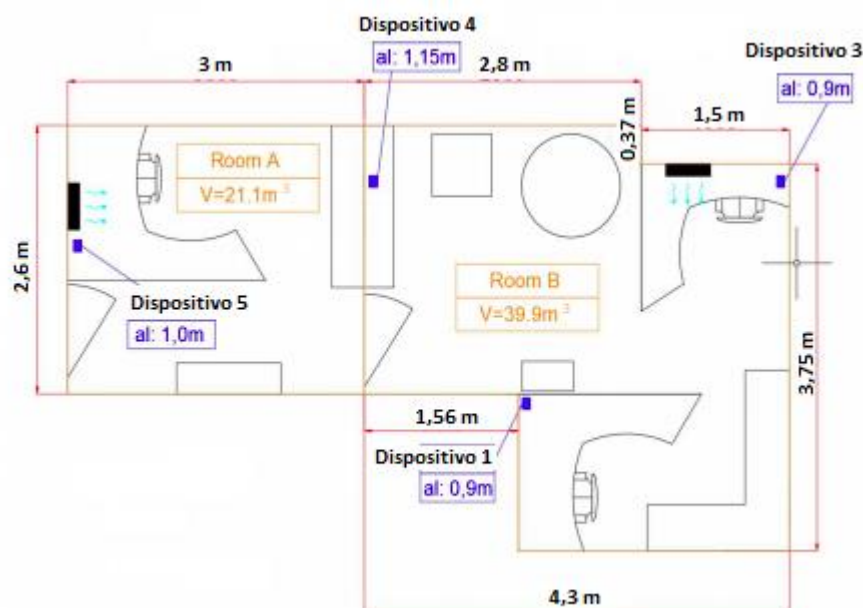 Dispositivo 4
al: 1,15m
3 m
2,8 m
Dispositivo 3
al: 0,9m
0,37 m
1,5 m
Room A
V=21.1m ³
2,6 m
Room B
V=39.9m ³
Dispositivo 5
al: 1,0m
3,75 m
1,56 m
Dispositivo 1
al: 0,9m
4,3 m